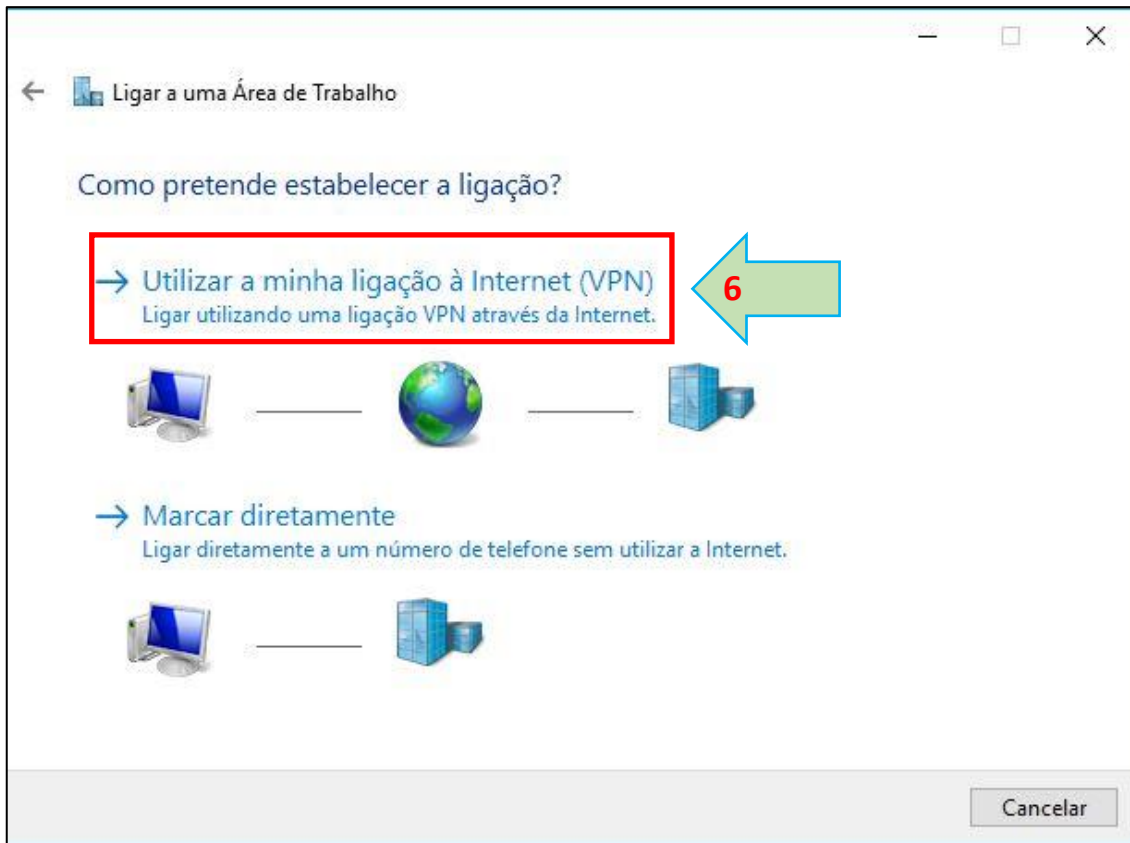 Ligar a uma Área de Trabalho
Como pretende estabelecer a ligação?
Utilizar a minha ligação à Internet (VPN)
Ligar utilizando uma ligação VPN através da Internet.
6
Marcar diretamente
Ligar diretamente a um número de telefone sem utilizar a Internet.
Cancelar